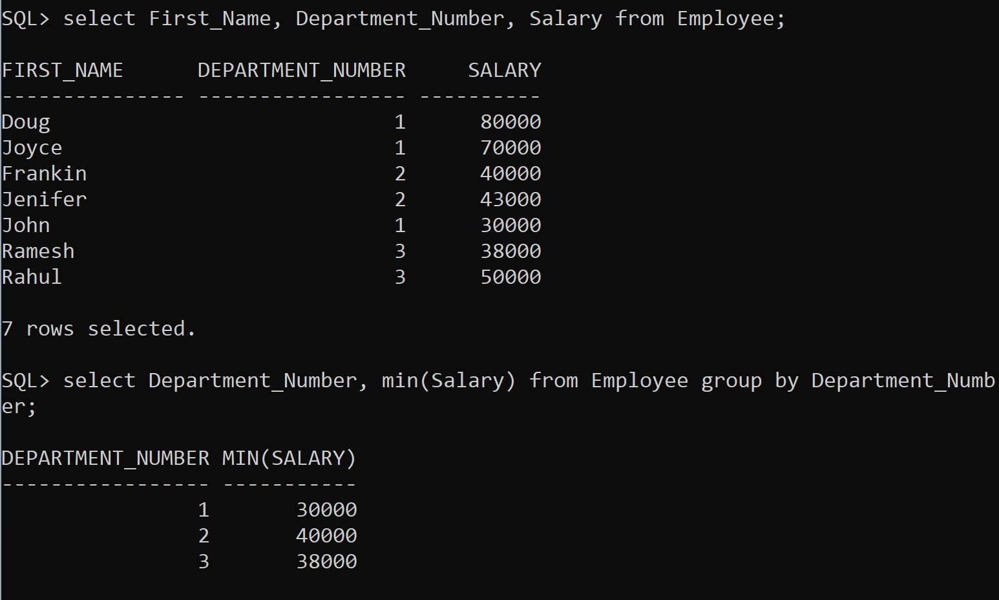 SQL> select First_Name, Department_Number, Salary from Employee;
FIRST_NAME      DEPARTMENT_NUMBER     SALARY
--------------- ----------------- ----------
Doug                            1      80000
Joyce                           1      70000
Frankin                         2      40000
Jenifer                         2      43000
John                            1      30000
Ramesh                          3      38000
Rahul                           3      50000
7 rows selected.
SQL> select Department_Number, min(Salary) from Employee group by Department_Numb
er;
DEPARTMENT_NUMBER MIN(SALARY)
----------------- -----------
                1       30000
                2       40000
                3       38000